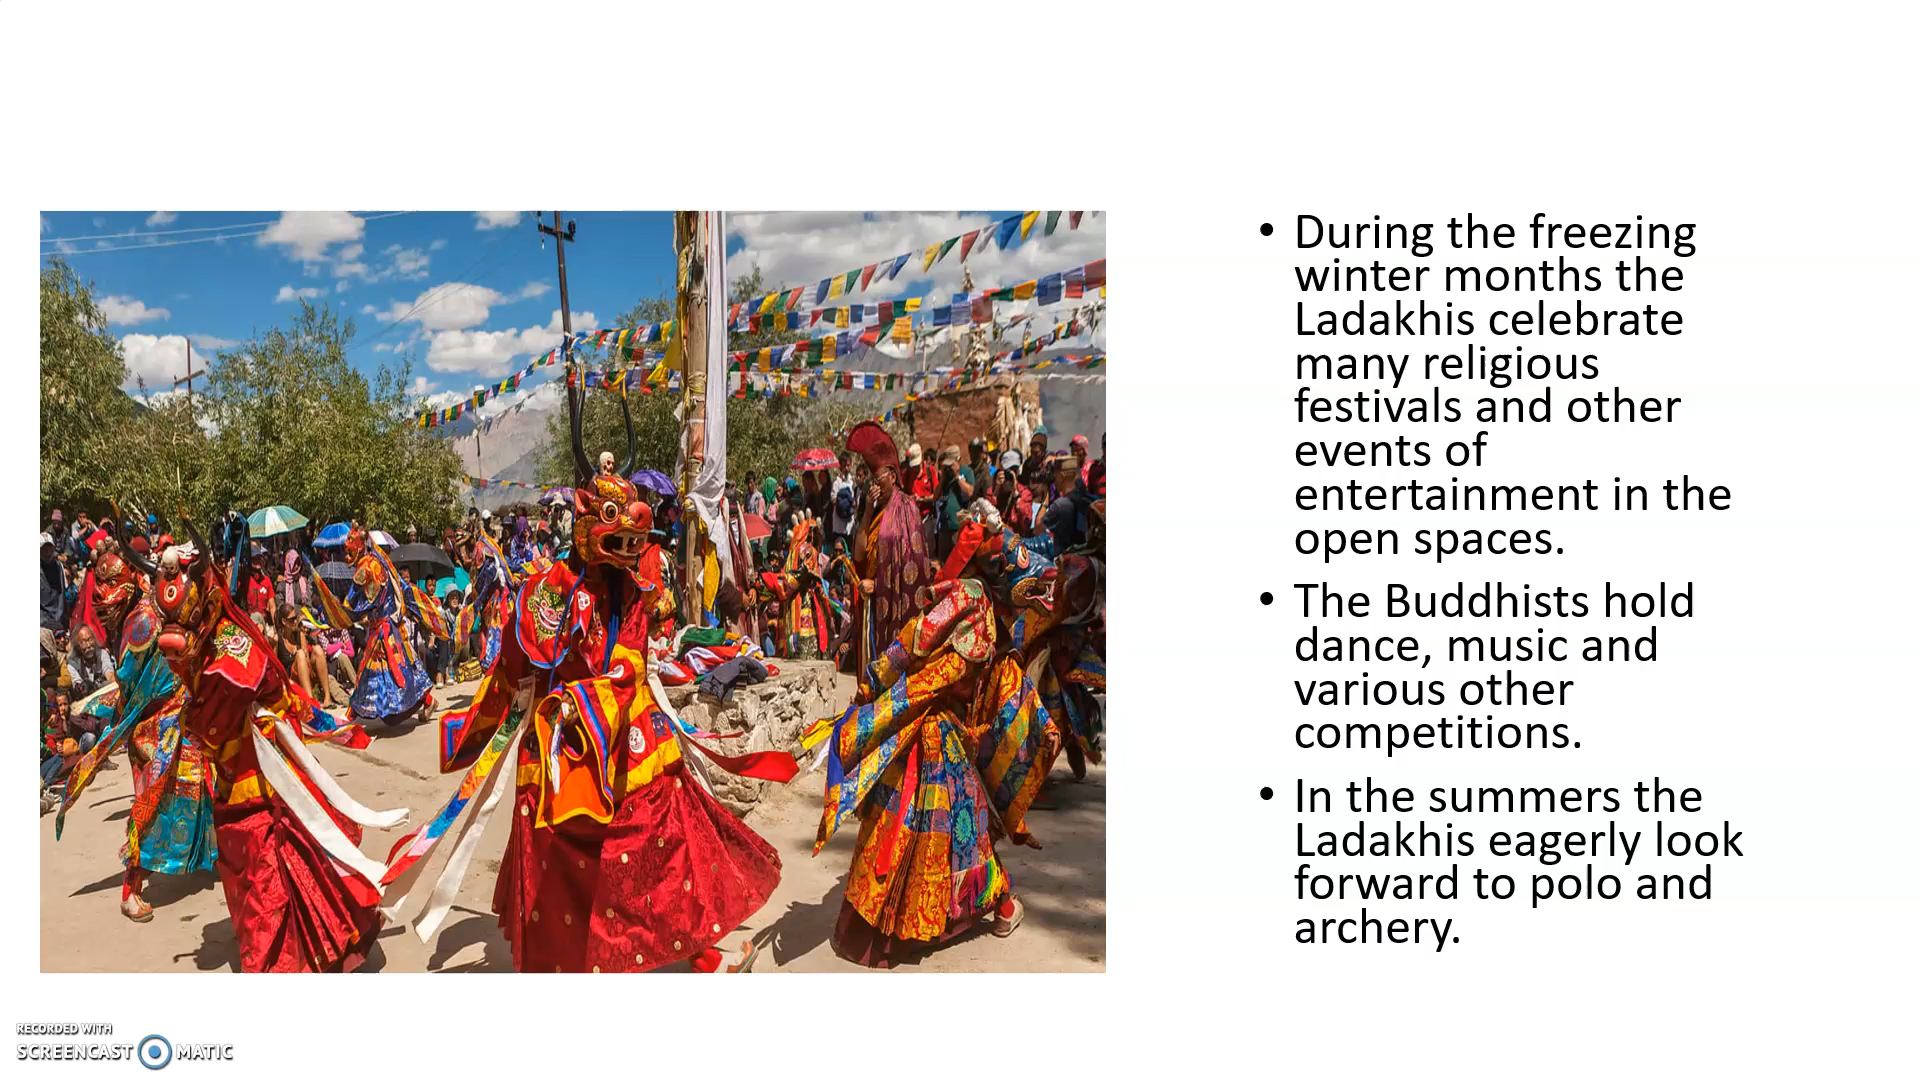 • During the freezing
winter months the
Ladakhis celebrate
many religious
festivals and other
events of
entertainment in the
open spaces.
• The Buddhists hold
dance, music and
various other
competitions.
• In the summers the
Ladakhis eagerly look
forward to polo and
archery.
RECORDED WITH
SCREENCAST MATIC